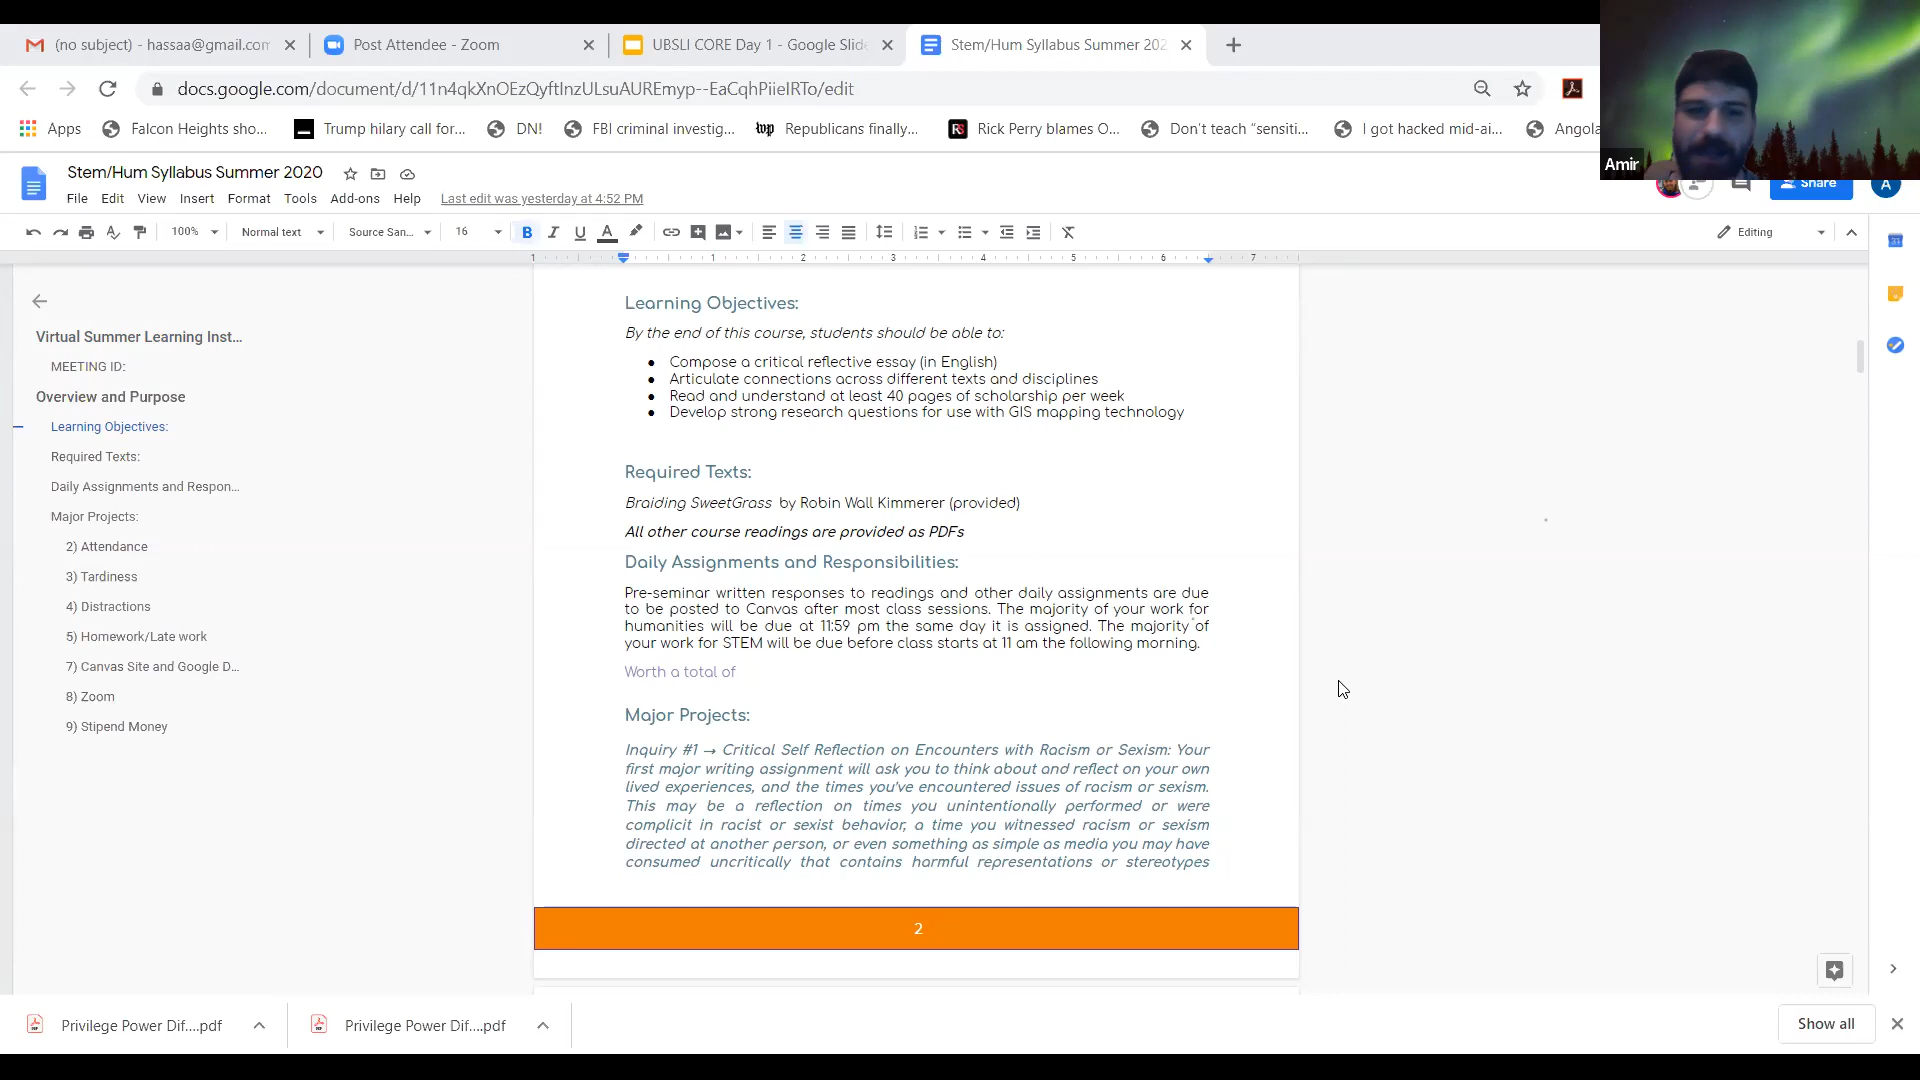 (no subject) - hassaa@gmail.con
Post Attendee - Zoom
UBSLI CORE Day 1 - Google Slide
Stem/Hum Syllabus Summer 202
docs.google.com/document/d/11n4qkXnOEzQyftInzULsuAUREmyp--EaCqhPiieIRTo/edit
Apps
Falcon Heights sho...
Trump hilary call for...
DN!
FBI criminal investig...
Republicans finally...
Rick Perry blames O...
Don't teach "sensiti...
I got hacked mid-ai...
Angola
Amir
Stem/Hum Syllabus Summer 2020
File Edit View Insert Format Tools Add-ons Help Last edit was yesterday at 4:52 PM
Share
A
100% Normal text Source San... 16 B I U A Editing
1 1 2 3 4 5 6 7
Virtual Summer Learning Inst...
MEETING ID:
Overview and Purpose
Learning Objectives:
Required Texts:
Daily Assignments and Respon...
Major Projects:
2) Attendance
3) Tardiness
4) Distractions
5) Homework/Late work
7) Canvas Site and Google D...
8) Zoom
9) Stipend Money
Learning Objectives:
By the end of this course, students should be able to:
● Compose a critical reflective essay (in English)
● Articulate connections across different texts and disciplines
● Read and understand at least 40 pages of scholarship per week
● Develop strong research questions for use with GIS mapping technology
Required Texts:
Braiding SweetGrass by Robin Wall Kimmerer (provided)
All other course readings are provided as PDFs
Daily Assignments and Responsibilities:
Pre-seminar written responses to readings and other daily assignments are due
to be posted to Canvas after most class sessions. The majority of your work for
humanities will be due at 11:59 pm the same day it is assigned. The majority of
your work for STEM will be due before class starts at 11 am the following morning.
Worth a total of
Major Projects:
Inquiry #1 → Critical Self Reflection on Encounters with Racism or Sexism: Your
first major writing assignment will ask you to think about and reflect on your own
lived experiences, and the times you've encountered issues of racism or sexism.
This may be a reflection on times you unintentionally performed or were
complicit in racist or sexist behavior, a time you witnessed racism or sexism
directed at another person, or even something as simple as media you may have
consumed uncritically that contains harmful representations or stereotypes
2
Privilege Power Dif....pdf
Privilege Power Dif....pdf
Show all